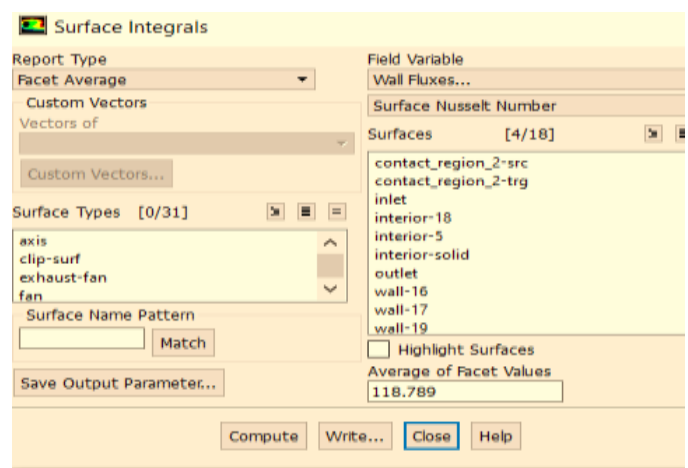 Surface Integrals
Report Type
Facet Average
Custom Vectors
Vectors of
Custom Vectors...
Surface Types [0/31]
axis
clip-surf
exhaust-fan
fan
Surface Name Pattern
Match
Save Output Parameter...
Field Variable
Wall Fluxes...
Surface Nusselt Number
Surfaces [4/18]
contact_region_2-src
contact_region_2-trg
inlet
interior-18
interior-5
interior-solid
outlet
wall-16
wall-17
wall-19
Highlight Surfaces
Average of Facet Values
118.789
Compute Write... Close Help